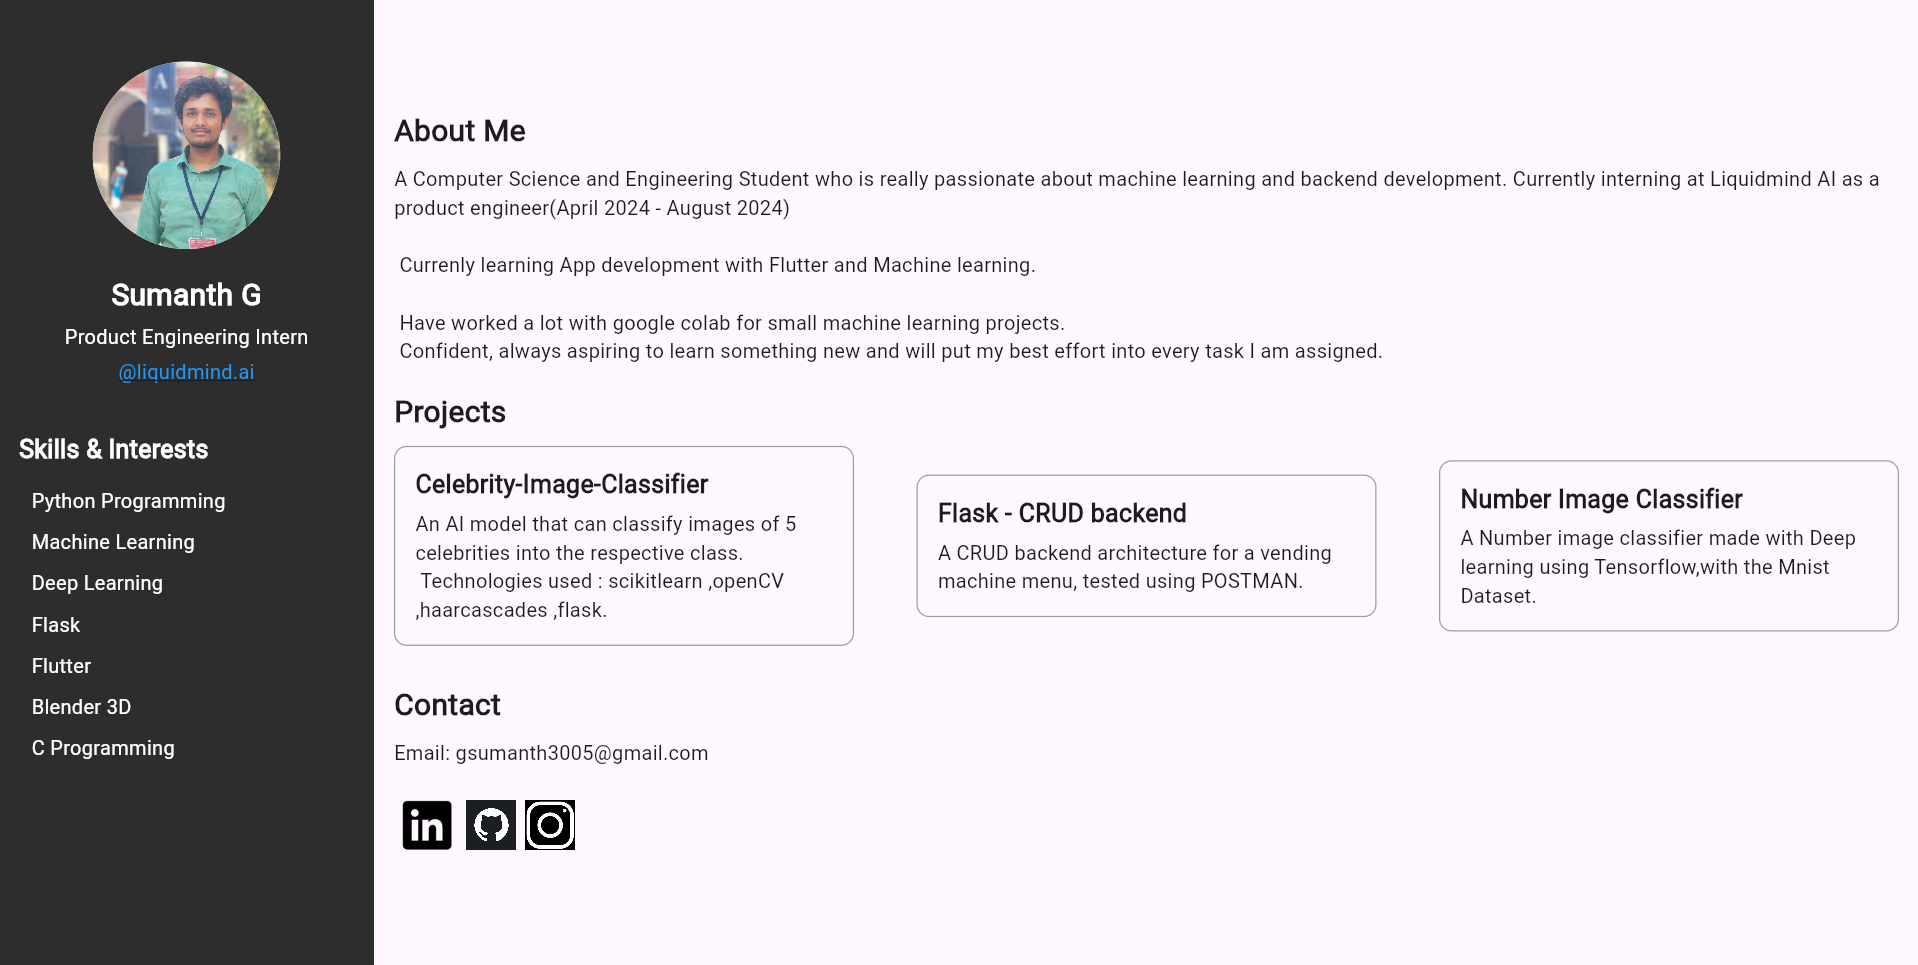 Sumanth G
Product Engineering Intern
@liquidmind.ai
Skills & Interests
Python Programming
Machine Learning
Deep Learning
Flask
Flutter
Blender 3D
C Programming
About Me
A Computer Science and Engineering Student who is really passionate about machine learning and backend development. Currently interning at Liquidmind AI as a
product engineer(April 2024 - August 2024)
Currenly learning App development with Flutter and Machine learning.
Have worked a lot with google colab for small machine learning projects.
Confident, always aspiring to learn something new and will put my best effort into every task I am assigned.
Projects
Celebrity-Image-Classifier
An AI model that can classify images of 5
celebrities into the respective class.
Technologies used : scikitlearn ,openCV
,haarcascades ,flask.
Flask - CRUD backend
A CRUD backend architecture for a vending
machine menu, tested using POSTMAN.
Number Image Classifier
A Number image classifier made with Deep
learning using Tensorflow,with the Mnist
Dataset.
Contact
Email: gsumanth3005@gmail.com
in